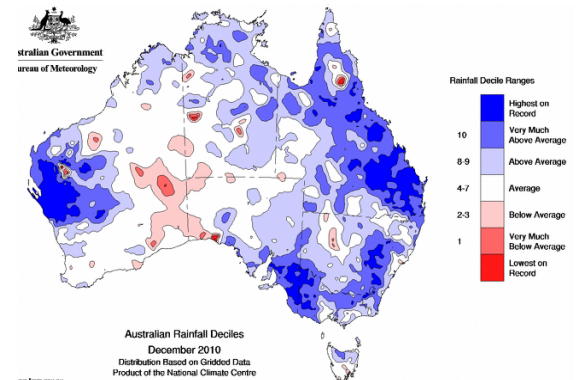 stralian Government
ureau of Meteorology
Rainfall Decile Ranges
Highest on
Record
10
Very Much
Above Average
8-9
Above Average
4-7
Average
2-3
Below Average
1
Very Much
Below Average
Lowest on
Record
Australian Rainfall Deciles
December 2010
Distribution Based on Gridded Data
Product of the National Climate Centre